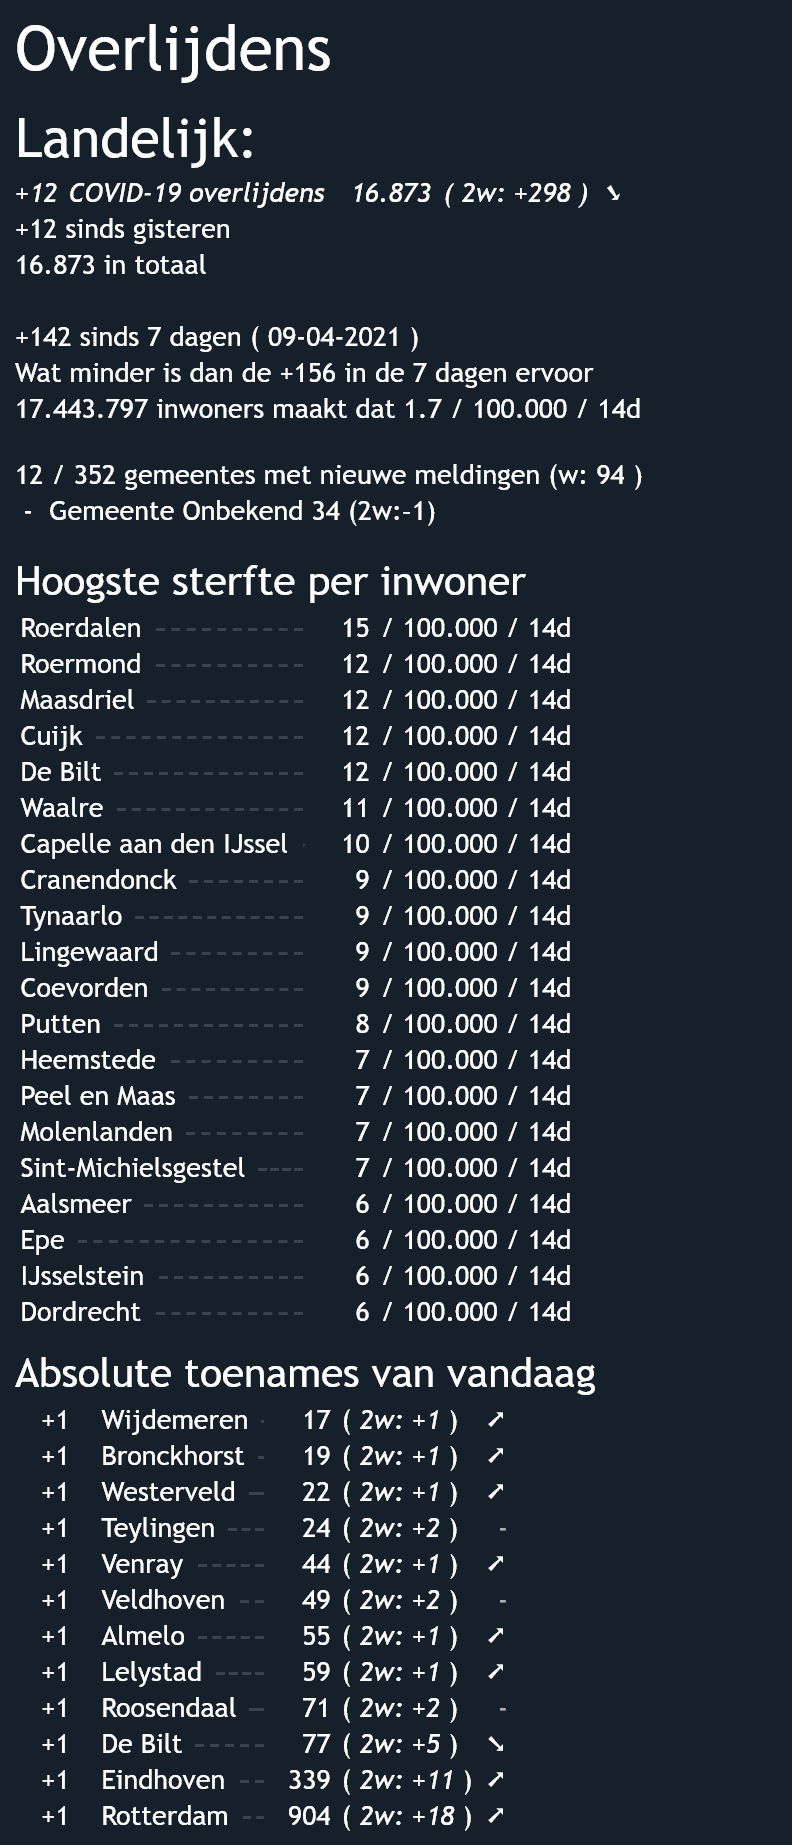 Overlijdens
Landelijk:
+12 COVID-19 overlijdens 16.873 ( 2w: +298 ) ➘
+12 sinds gisteren
16.873 in totaal
+142 sinds 7 dagen ( 09-04-2021 )
Wat minder is dan de +156 in de 7 dagen ervoor
17.443.797 inwoners maakt dat 1.7 / 100.000 / 14d
12 / 352 gemeentes met nieuwe meldingen (w: 94 )
- Gemeente Onbekend 34 (2w:-1)
Hoogste sterfte per inwoner
Roerdalen ---------- 15 / 100.000 / 14d
Roermond ---------- 12 / 100.000 / 14d
Maasdriel ----------- 12 / 100.000 / 14d
Cuijk -------------- 12 / 100.000 / 14d
De Bilt ------------- 12 / 100.000 / 14d
Waalre ------------- 11 / 100.000 / 14d
Capelle aan den IJssel - 10 / 100.000 / 14d
Cranendonck -------- 9 / 100.000 / 14d
Tynaarlo ------------ 9 / 100.000 / 14d
Lingewaard --------- 9 / 100.000 / 14d
Coevorden ---------- 9 / 100.000 / 14d
Putten ------------- 8 / 100.000 / 14d
Heemstede --------- 7 / 100.000 / 14d
Peel en Maas -------- 7 / 100.000 / 14d
Molenlanden -------- 7 / 100.000 / 14d
Sint-Michielsgestel ---- 7 / 100.000 / 14d
Aalsmeer ----------- 6 / 100.000 / 14d
Epe --------------- 6 / 100.000 / 14d
IJsselstein ---------- 6 / 100.000 / 14d
Dordrecht ---------- 6 / 100.000 / 14d
Absolute toenames van vandaag
+1 Wijdemeren - 17 ( 2w: +1 ) ➚
+1 Bronckhorst - 19 ( 2w: +1 ) ➚
+1 Westerveld - 22 ( 2w: +1 ) ➚
+1 Teylingen --- 24 ( 2w: +2 ) -
+1 Venray ----- 44 ( 2w: +1 ) ➚
+1 Veldhoven -- 49 ( 2w: +2 ) -
+1 Almelo ----- 55 ( 2w: +1 ) ➚
+1 Lelystad ---- 59 ( 2w: +1 ) ➚
+1 Roosendaal - 71 ( 2w: +2 ) -
+1 De Bilt ----- 77 ( 2w: +5 ) ➘
+1 Eindhoven -- 339 ( 2w: +11 ) ➚
+1 Rotterdam -- 904 ( 2w: +18 ) ➚